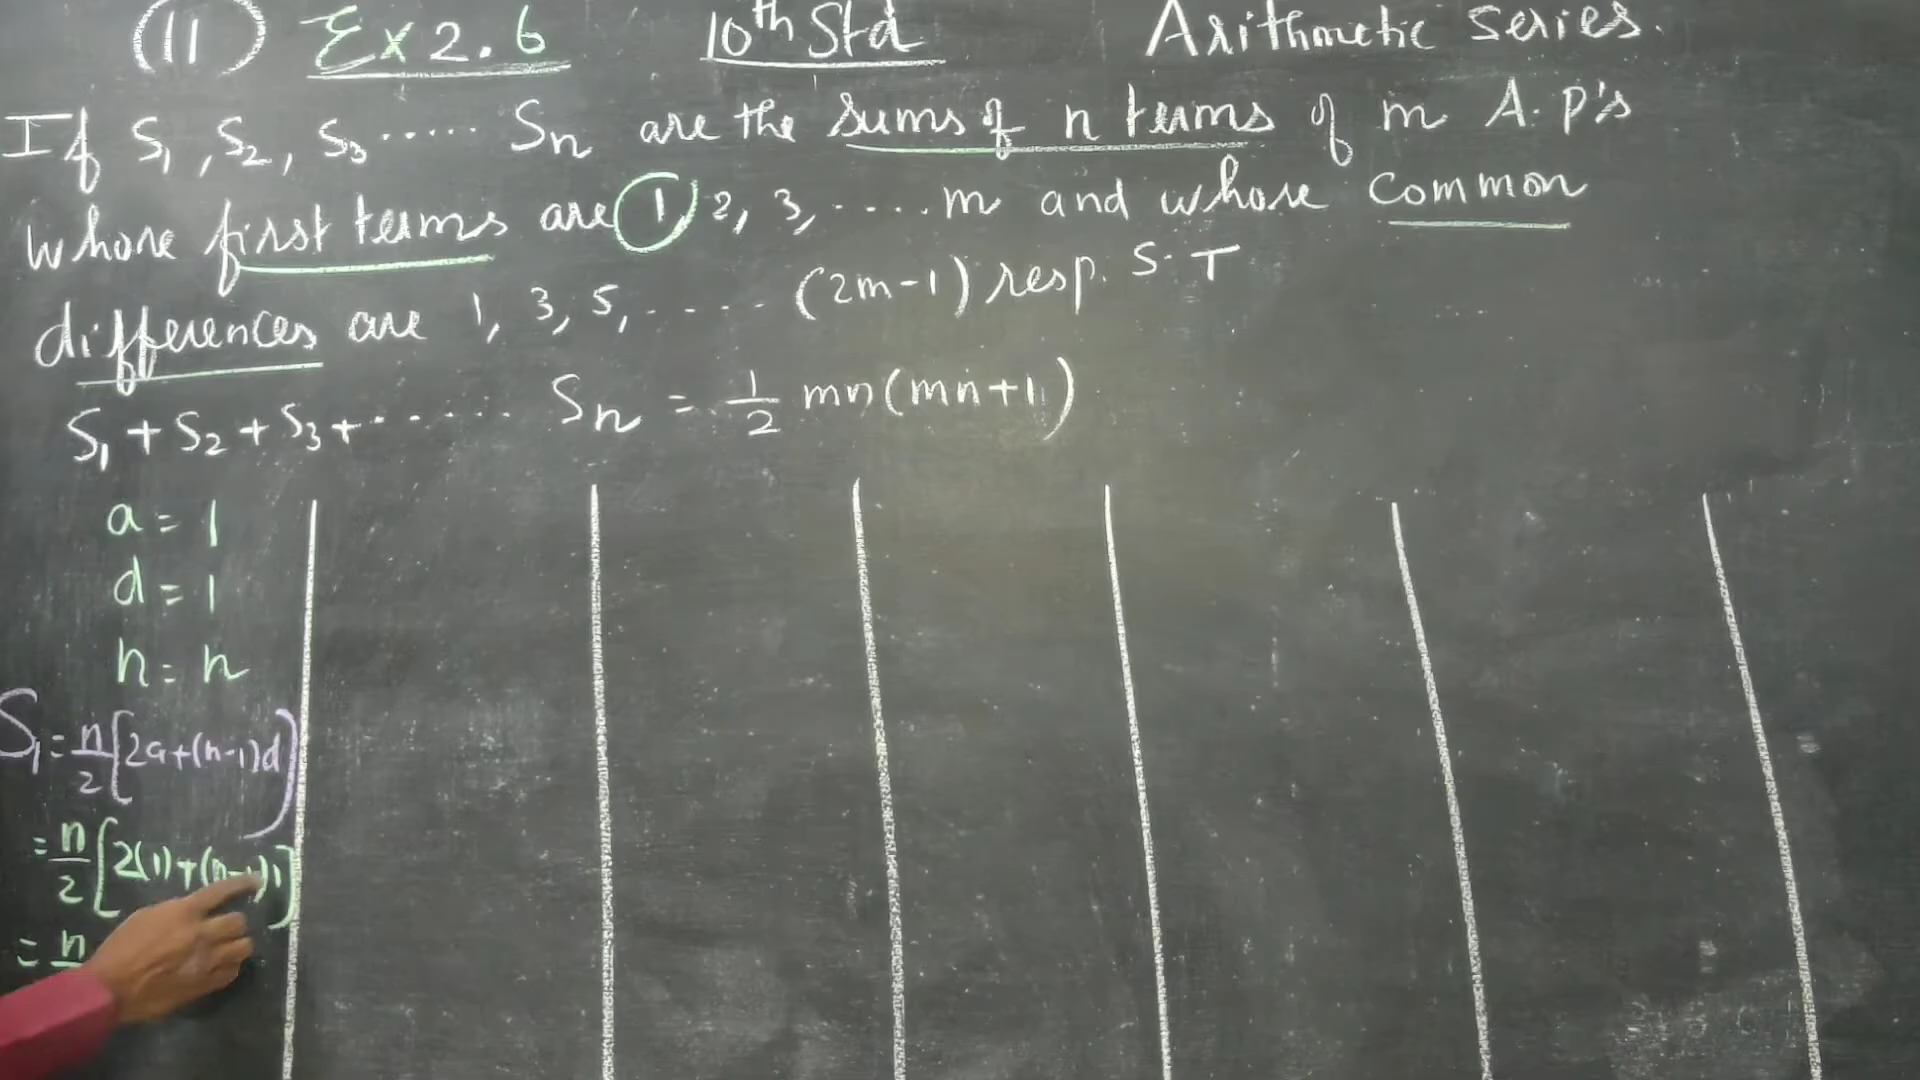 (11) Ex 2.6 10th Std Arithmetic series.
If S₁, S₂, S₃ ...... Sn are the sums of n terms of m A.P's
whose first terms are 1, 2, 3, ..... m and whose common
differences are 1, 3, 5, ..... (2m-1) resp. S.T
S₁ + S₂ + S₃ + ...... Sn = 1/2 mn(mn+1)
a = 1
d = 1
n = n
S₁ = n/2 [2a+(n-1)d]
= n/2 [2(1)+(n-1)1]
= n